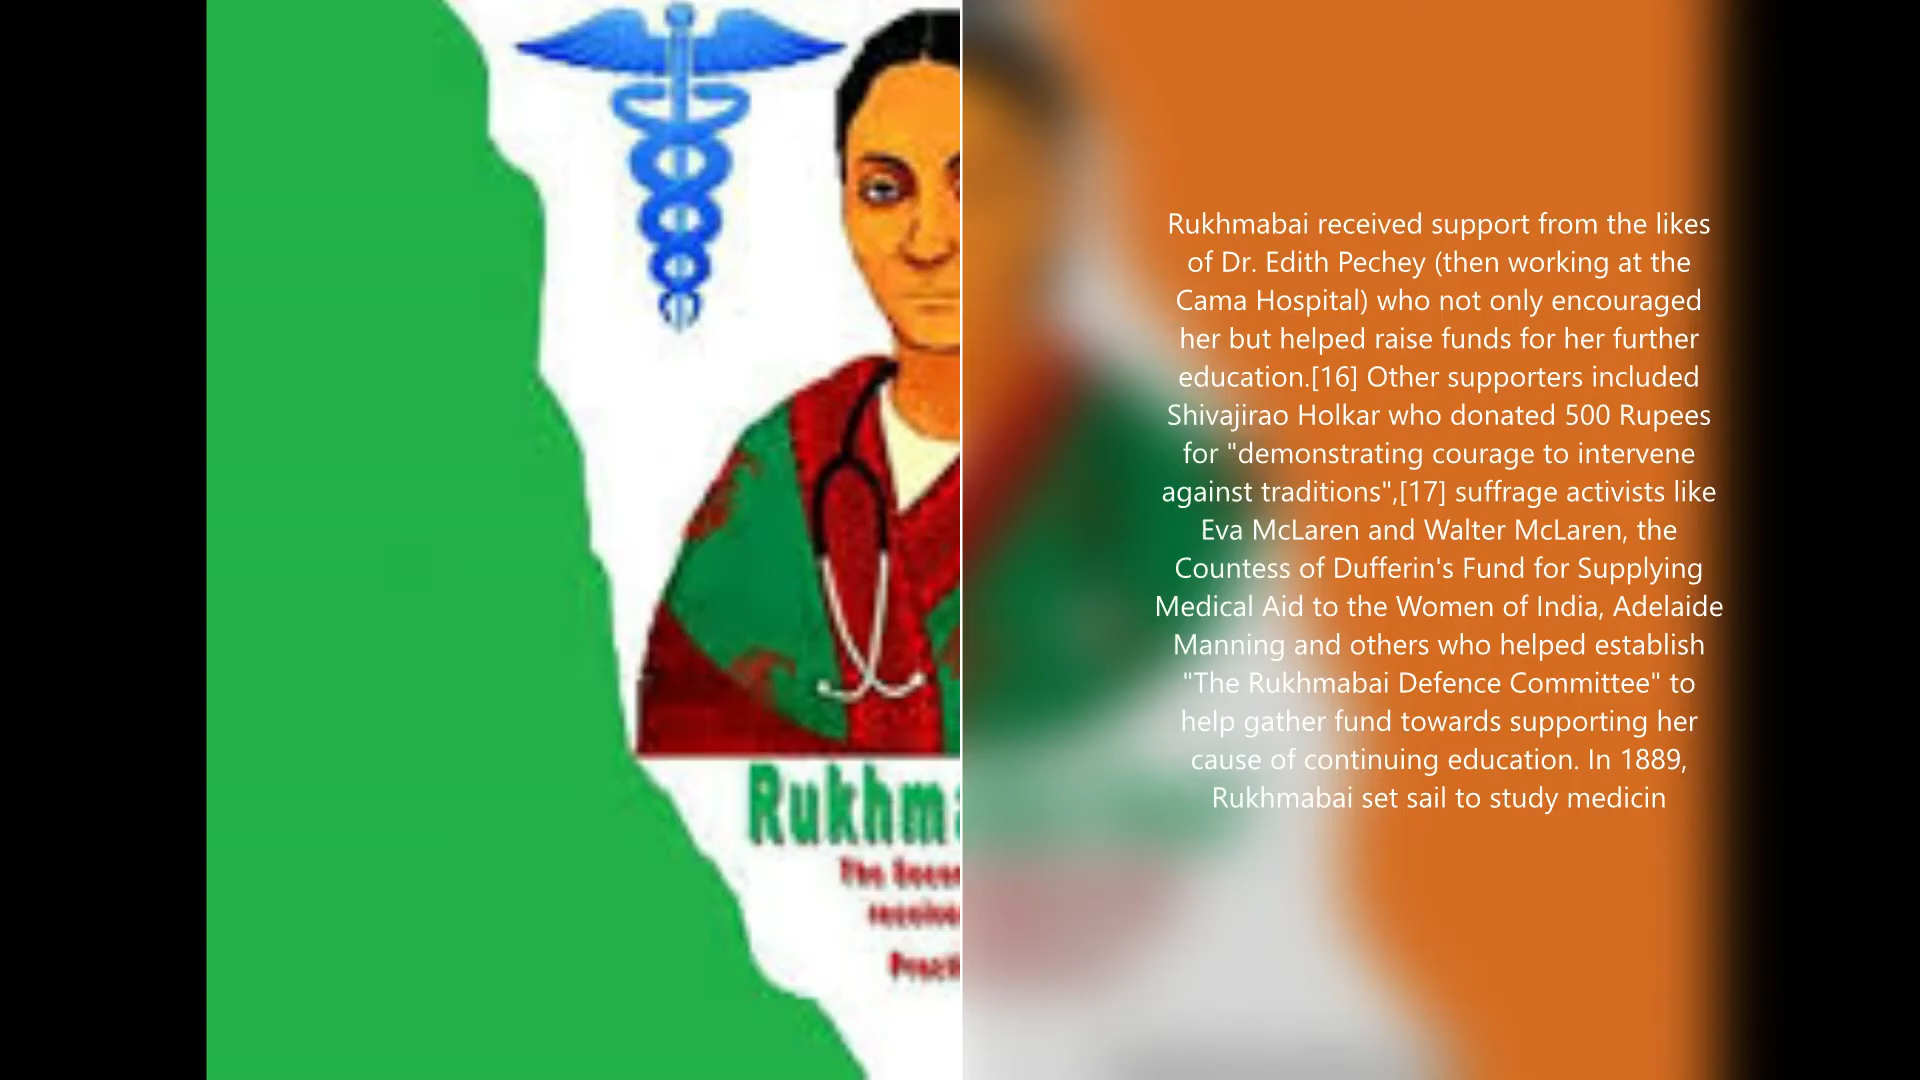 Rukhma
The Secon
receive
Practi
Rukhmabai received support from the likes
of Dr. Edith Pechey (then working at the
Cama Hospital) who not only encouraged
her but helped raise funds for her further
education.[16] Other supporters included
Shivajirao Holkar who donated 500 Rupees
for "demonstrating courage to intervene
against traditions",[17] suffrage activists like
Eva McLaren and Walter McLaren, the
Countess of Dufferin's Fund for Supplying
Medical Aid to the Women of India, Adelaide
Manning and others who helped establish
"The Rukhmabai Defence Committee" to
help gather fund towards supporting her
cause of continuing education. In 1889,
Rukhmabai set sail to study medicin